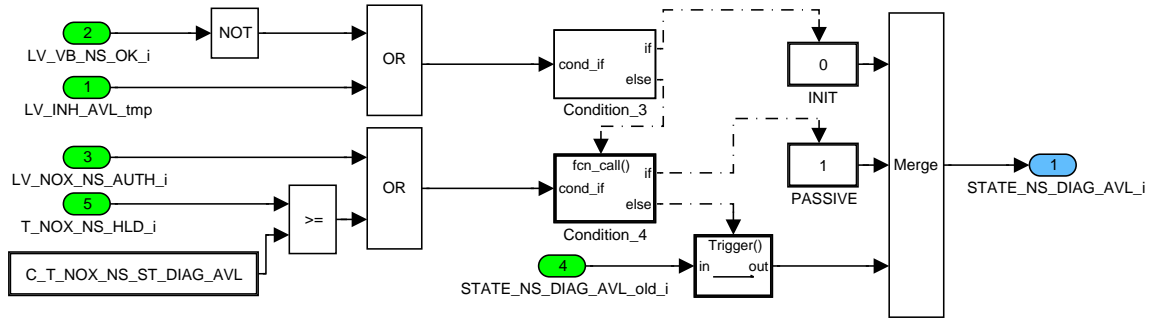 2
LV_VB_NS_OK_i
NOT
1
LV_INH_AVL_tmp
OR
cond_if
if
else
Condition_3
0
INIT
3
LV_NOX_NS_AUTH_i
5
T_NOX_NS_HLD_i
>=
C_T_NOX_NS_ST_DIAG_AVL
OR
fcn_call()
cond_if
if
else
Condition_4
1
PASSIVE
4
STATE_NS_DIAG_AVL_old_i
Trigger()
in
out
Merge
1
STATE_NS_DIAG_AVL_i